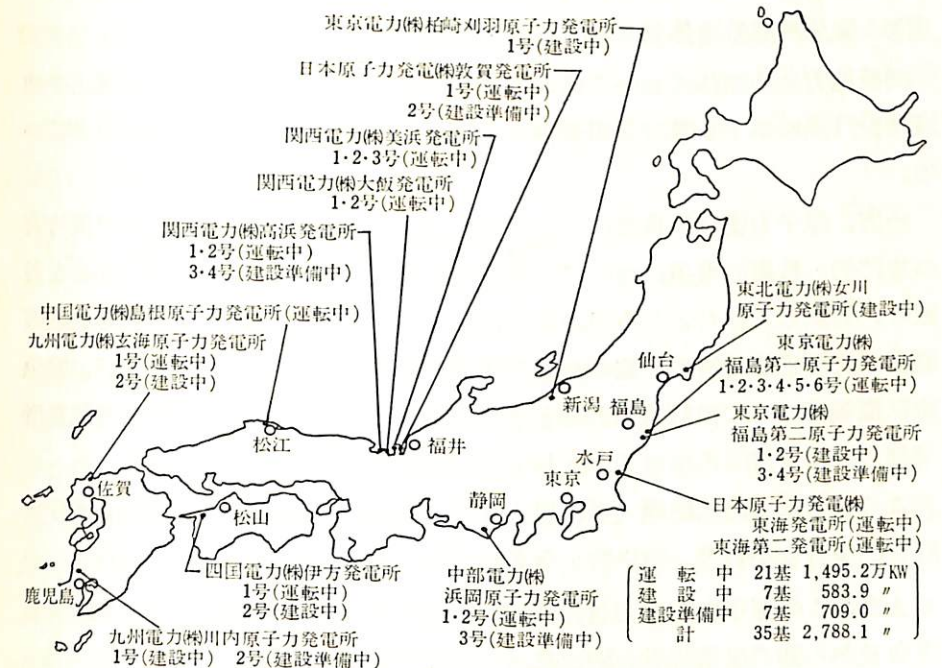 東京電力㈱柏崎刈羽原子力発電所
1号(建設中)
日本原子力発電㈱敦賀発電所
1号(運転中)
2号(建設準備中)
関西電力㈱美浜発電所
1・2・3号(運転中)
関西電力㈱大飯発電所
1・2号(運転中)
関西電力㈱高浜発電所
1・2号(運転中)
3・4号(建設準備中)
中国電力㈱島根原子力発電所(運転中)
九州電力㈱玄海原子力発電所
1号(運転中)
2号(建設中)
東北電力㈱女川
原子力発電所(建設中)
東京電力㈱
福島第一原子力発電所
1・2・3・4・5・6号(運転中)
東京電力㈱
福島第二原子力発電所
1・2号(建設中)
3・4号(建設準備中)
日本原子力発電㈱
東海発電所(運転中)
東海第二発電所(運転中)
仙台
新潟
福島
福井
松江
水戸
東京
静岡
佐賀
松山
鹿児島
四国電力㈱伊方発電所
1号(運転中)
2号(建設中)
中部電力㈱
浜岡原子力発電所
1・2号(運転中)
3号(建設準備中)
九州電力㈱川内原子力発電所
1号(建設中) 2号(建設準備中)
運転中 21基 1,495.2万KW
建設中 7基 583.9 〃
建設準備中 7基 709.0 〃
計 35基 2,788.1 〃